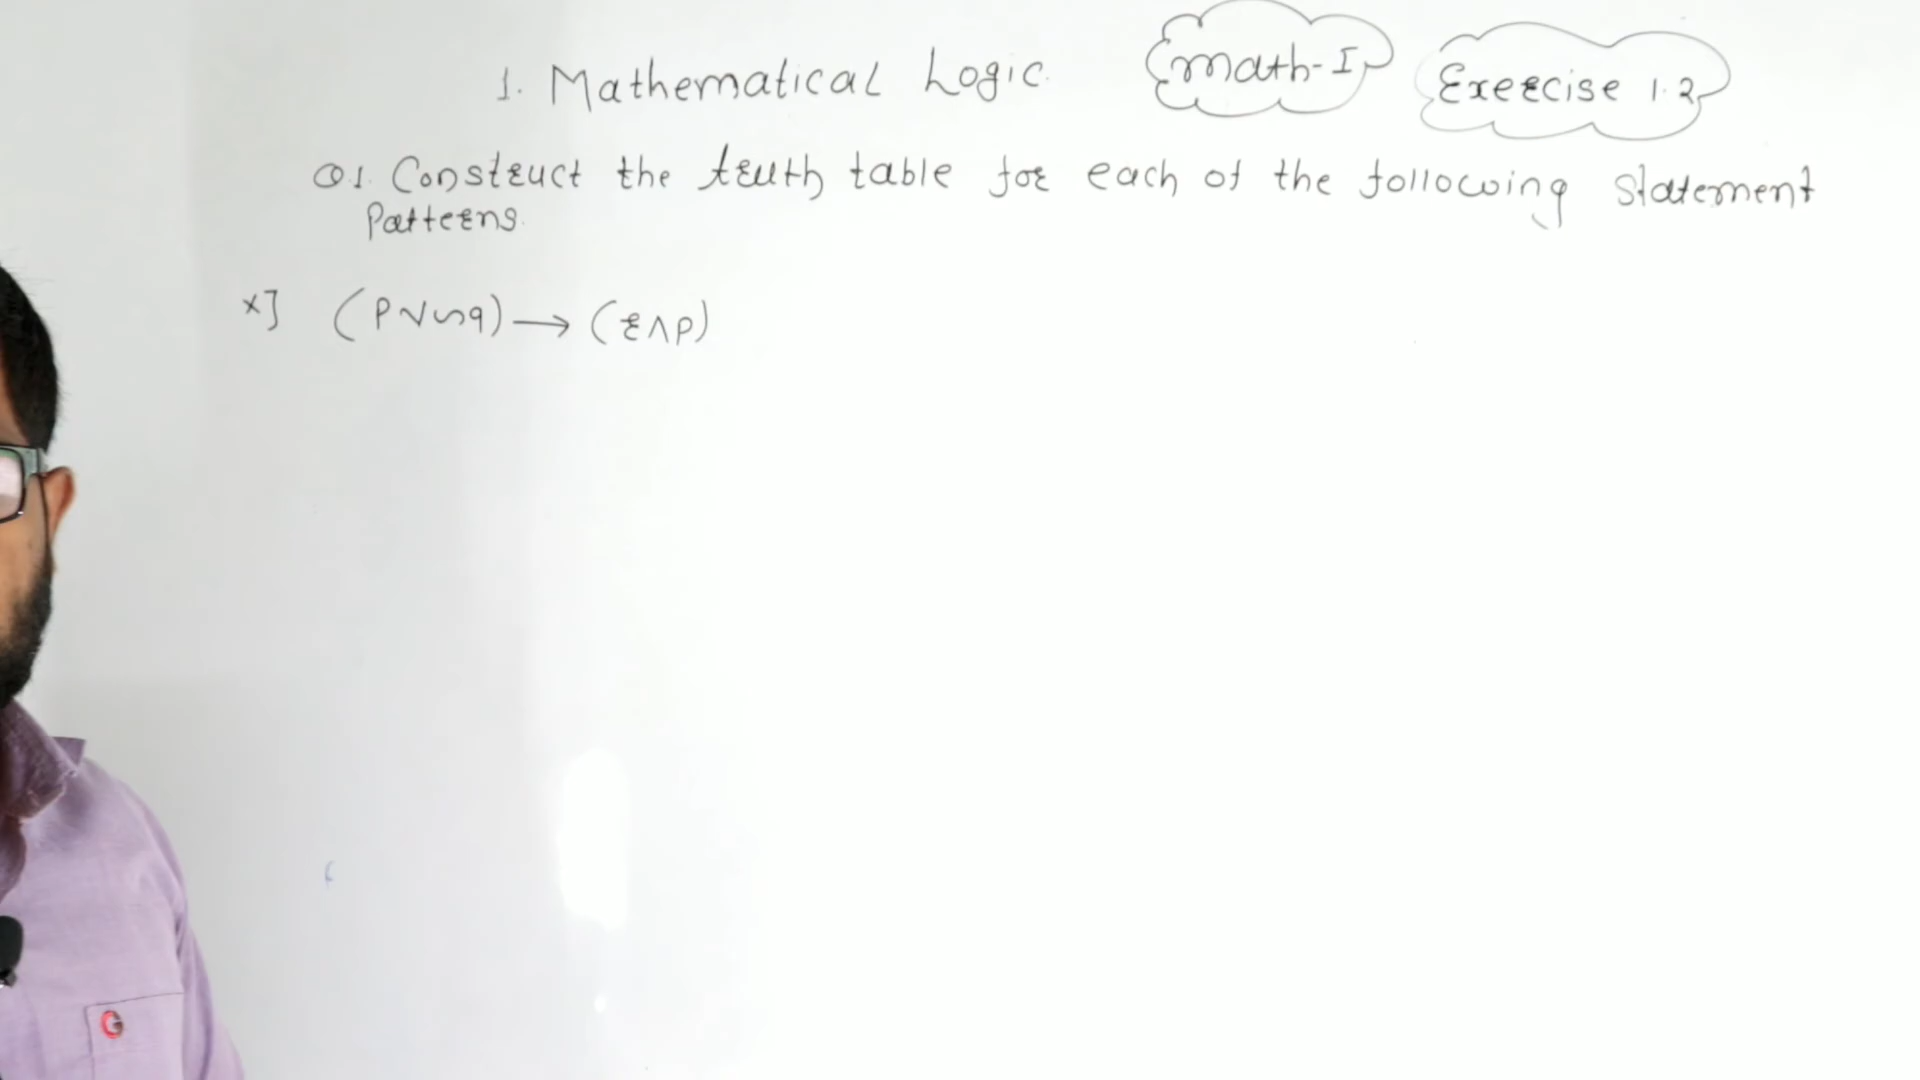 1. Mathematical Logic.
Math-I
Exercise 1.2
Q1. Construct the truth table for each of the following statement
Patterns.
x] (p∨∼q) → (r∧p)